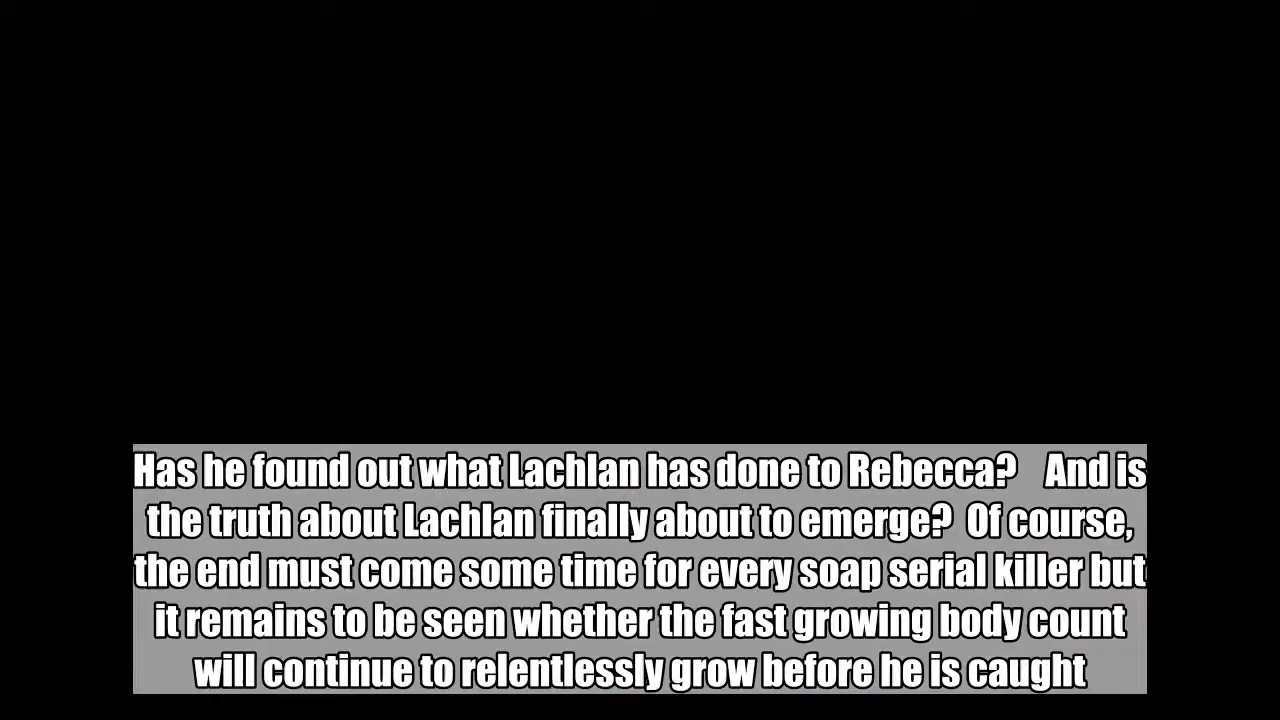 Has he found out what Lachlan has done to Rebecca?    And is
the truth about Lachlan finally about to emerge?  Of course,
the end must come some time for every soap serial killer but
it remains to be seen whether the fast growing body count
will continue to relentlessly grow before he is caught